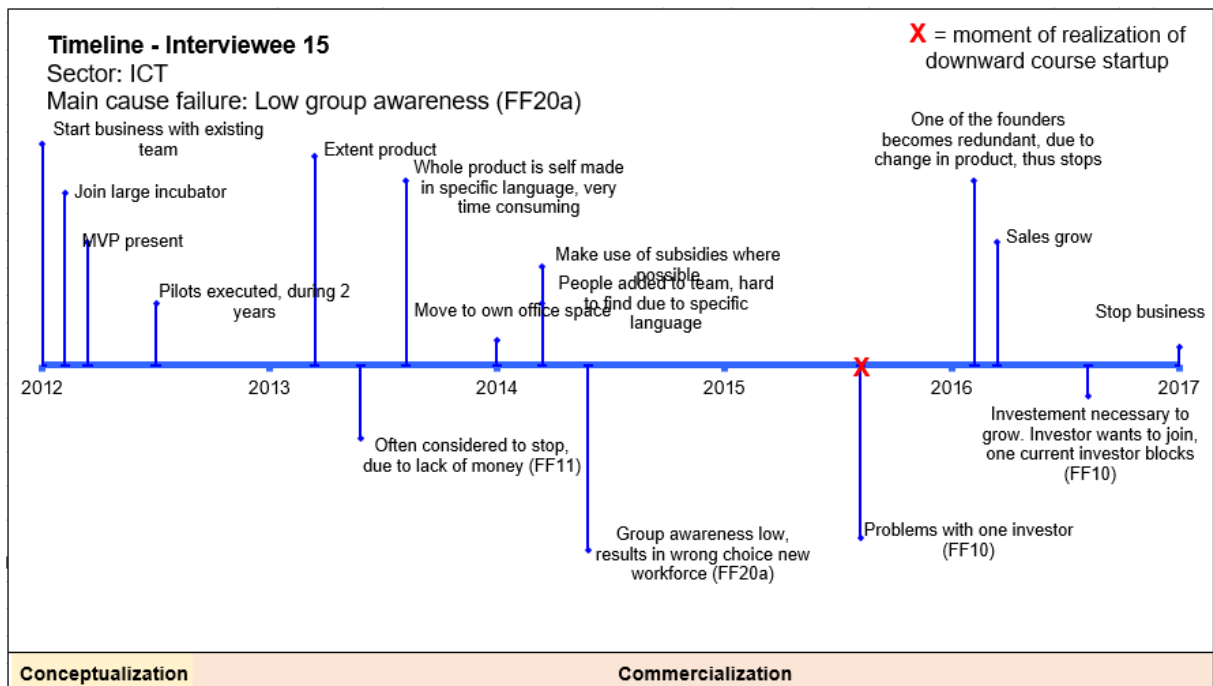 Timeline - Interviewee 15
Sector: ICT
Main cause failure: Low group awareness (FF20a)
X = moment of realization of
downward course startup
Start business with existing
team
Join large incubator
MVP present
Pilots executed, during 2
years
Extent product
Whole product is self made
in specific language, very
time consuming
Move to own office space
Make use of subsidies where
possible
People added to team, hard
to find due to specific
language
One of the founders
becomes redundant, due to
change in product, thus stops
Sales grow
Stop business
X
2012
2013
2014
2015
2016
2017
Often considered to stop,
due to lack of money (FF11)
Group awareness low,
results in wrong choice new
workforce (FF20a)
Problems with one investor
(FF10)
Investement necessary to
grow. Investor wants to join,
one current investor blocks
(FF10)
Conceptualization
Commercialization